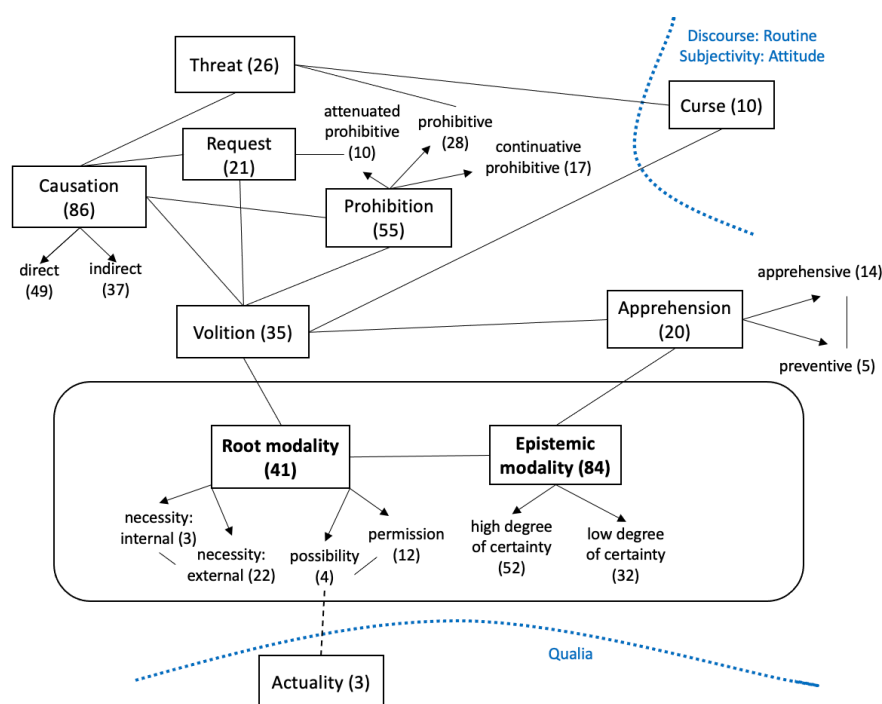 Discourse: Routine
Subjectivity: Attitude
Threat (26)
Curse (10)
attenuated
prohibitive
(10)
prohibitive
(28)
continuative
prohibitive (17)
Request
(21)
Causation
(86)
Prohibition
(55)
direct
(49)
indirect
(37)
apprehensive (14)
Volition (35)
Apprehension
(20)
preventive (5)
Root modality
(41)
Epistemic
modality (84)
necessity:
internal (3)
necessity:
external (22)
possibility
(4)
permission
(12)
high degree
of certainty
(52)
low degree
of certainty
(32)
Qualia
Actuality (3)